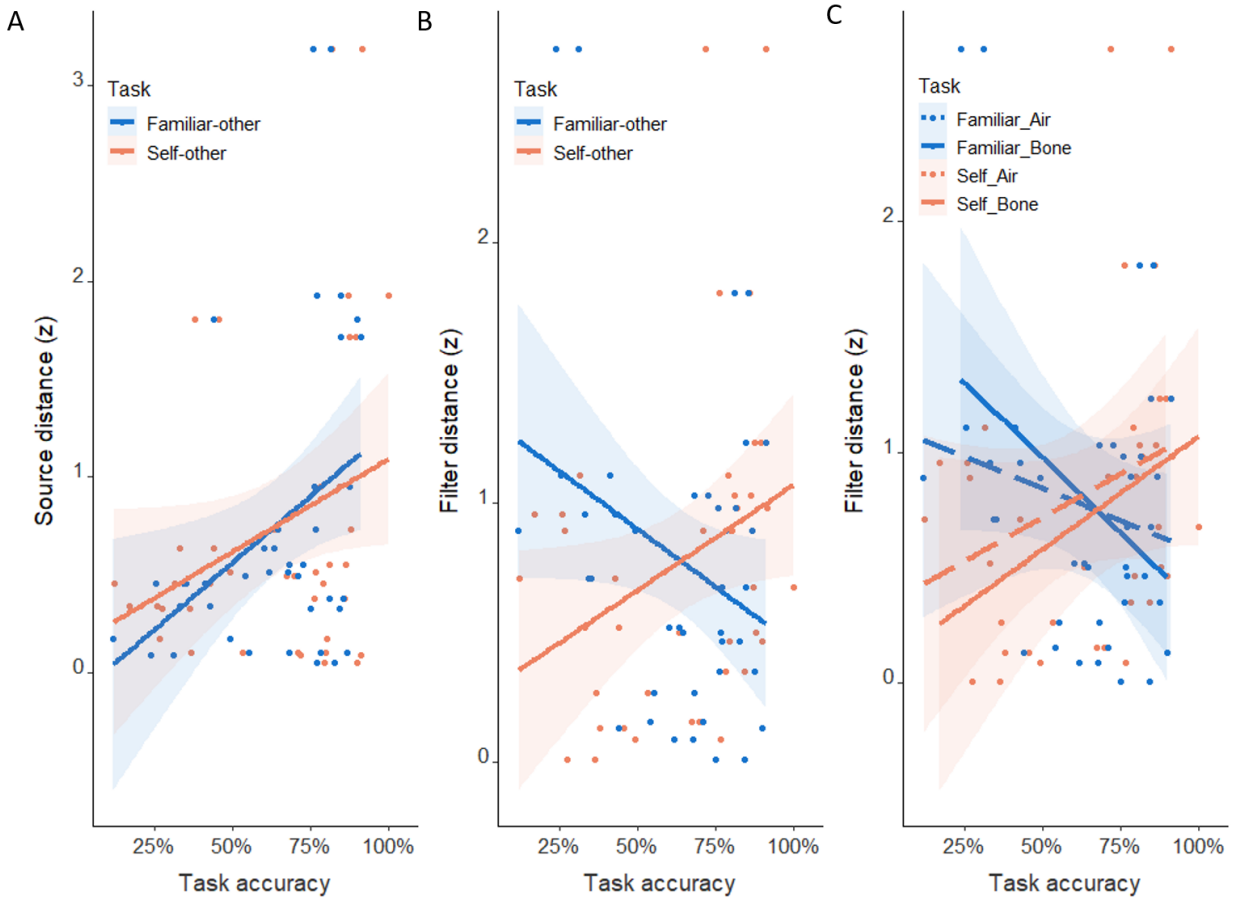 A
Source distance (z)
3
2
1
0
Task
Familiar-other
Self-other
25%
50%
75%
100%
Task accuracy
B
Filter distance (z)
2
1
0
Task
Familiar-other
Self-other
25%
50%
75%
100%
Task accuracy
C
Filter distance (z)
2
1
0
Task
Familiar_Air
Familiar_Bone
Self_Air
Self_Bone
25%
50%
75%
100%
Task accuracy